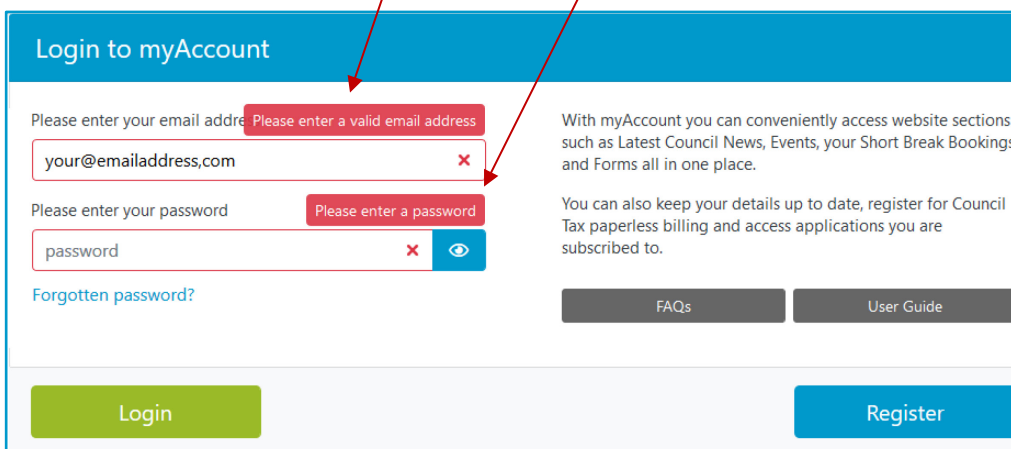 Login to myAccount
Please enter your email addre
Please enter a valid email address
your@emailaddress,com
Please enter your password
Please enter a password
password
Forgotten password?
With myAccount you can conveniently access website sections
such as Latest Council News, Events, your Short Break Bookings
and Forms all in one place.
You can also keep your details up to date, register for Council
Tax paperless billing and access applications you are
subscribed to.
FAQs
User Guide
Login
Register